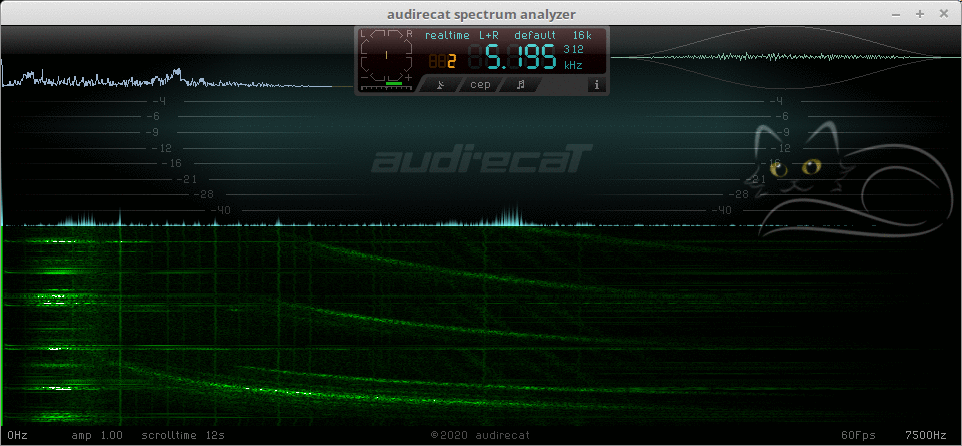 audirecat spectrum analyzer
L R realtime L+R default 16k
2 5.195 312 kHz
- +
cep i
-4 -4
-6 -6
-9 -9
-12 -12
-16 -16
-21 -21
-28 -28
-40 -40
audirecat
0Hz amp 1.00 scrolltime 12s ©2020 audirecat 60Fps 7500Hz